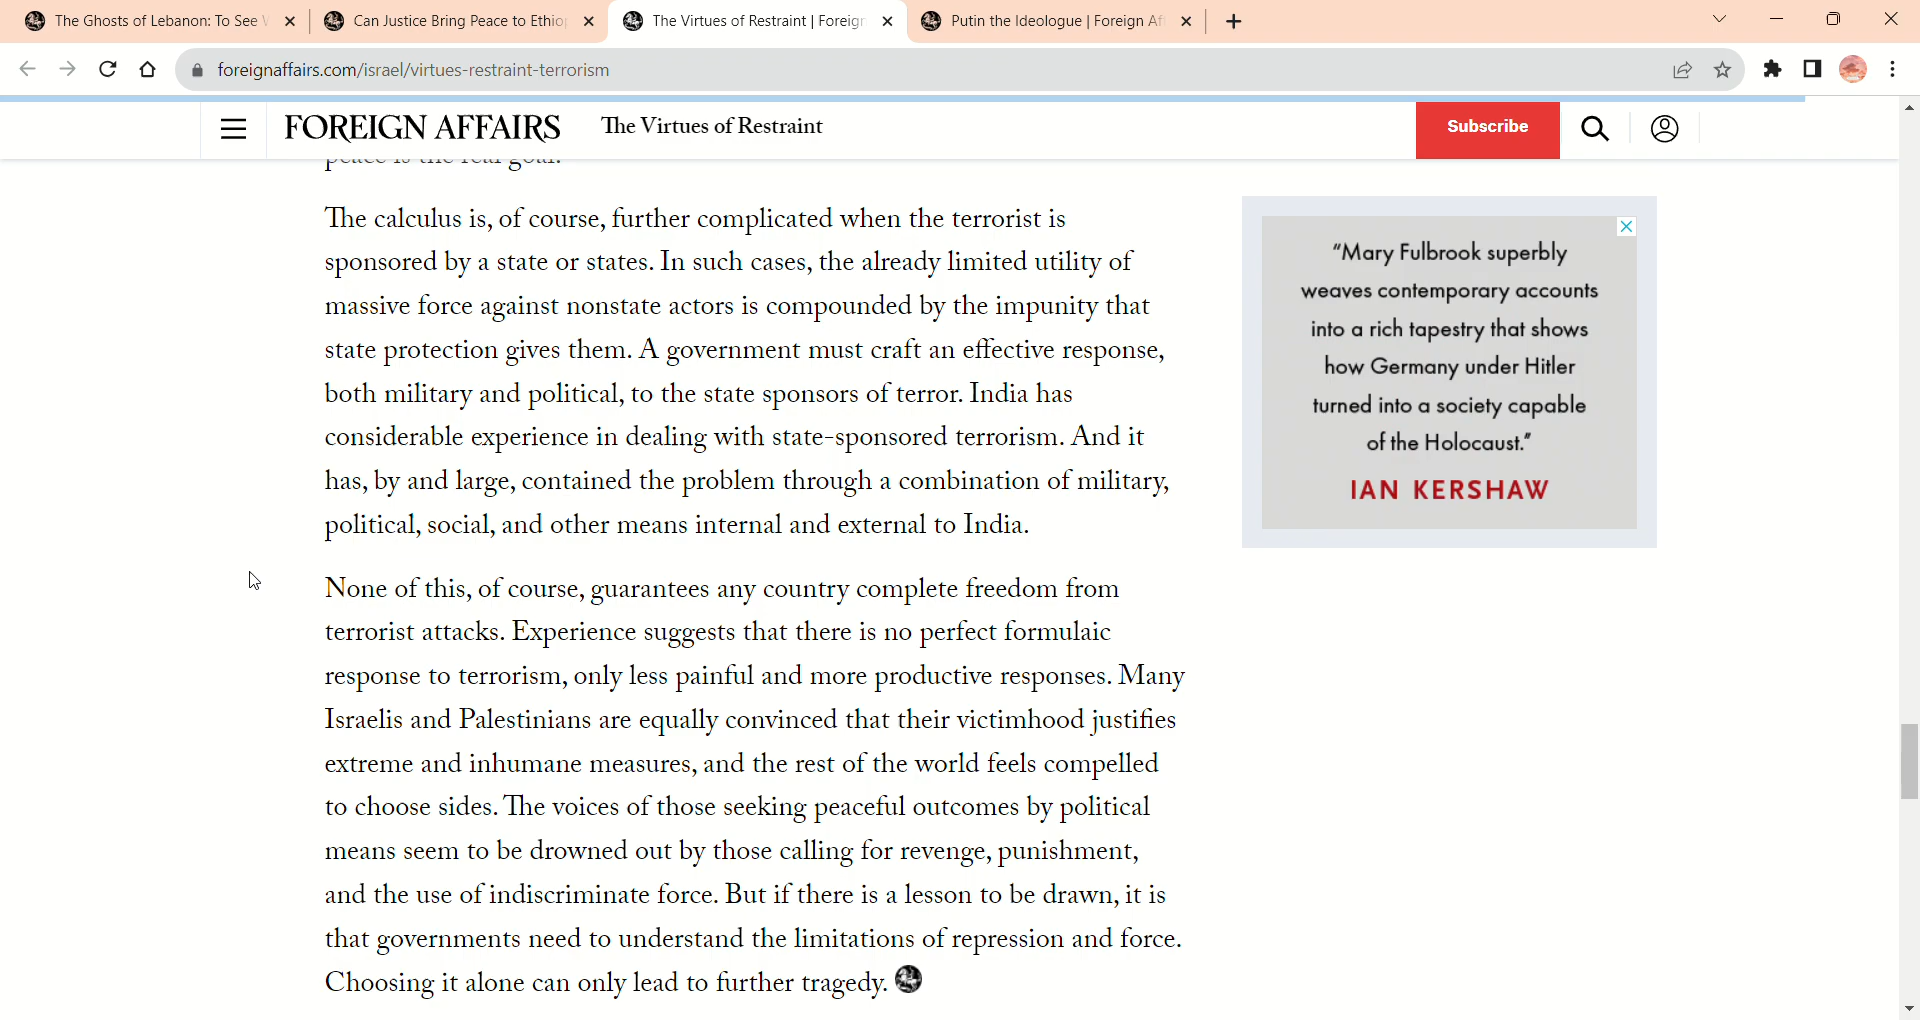 The Ghosts of Lebanon: To See
Can Justice Bring Peace to Ethio
The Virtues of Restraint | Foreign
Putin the Ideologue | Foreign Af
foreignaffairs.com/israel/virtues-restraint-terrorism
FOREIGN AFFAIRS
The Virtues of Restraint
Subscribe
peace is the real goal.
The calculus is, of course, further complicated when the terrorist is
sponsored by a state or states. In such cases, the already limited utility of
massive force against nonstate actors is compounded by the impunity that
state protection gives them. A government must craft an effective response,
both military and political, to the state sponsors of terror. India has
considerable experience in dealing with state-sponsored terrorism. And it
has, by and large, contained the problem through a combination of military,
political, social, and other means internal and external to India.
None of this, of course, guarantees any country complete freedom from
terrorist attacks. Experience suggests that there is no perfect formulaic
response to terrorism, only less painful and more productive responses. Many
Israelis and Palestinians are equally convinced that their victimhood justifies
extreme and inhumane measures, and the rest of the world feels compelled
to choose sides. The voices of those seeking peaceful outcomes by political
means seem to be drowned out by those calling for revenge, punishment,
and the use of indiscriminate force. But if there is a lesson to be drawn, it is
that governments need to understand the limitations of repression and force.
Choosing it alone can only lead to further tragedy.
“Mary Fulbrook superbly
weaves contemporary accounts
into a rich tapestry that shows
how Germany under Hitler
turned into a society capable
of the Holocaust.”
IAN KERSHAW